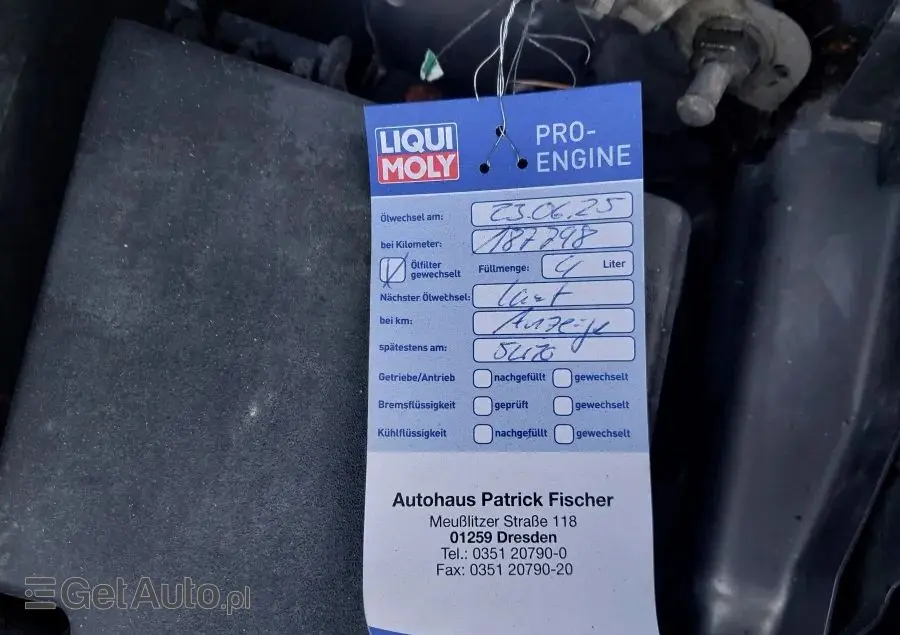 LIQUI
MOLY
PRO-
ENGINE
Ölwechsel am: 23.06.25
bei Kilometer: 187798
Ölfilter
gewechselt
Füllmenge: 4 Liter
Nächster Ölwechsel: laut
bei km: Anzeige
spätestens am: 5W30
Getriebe/Antrieb nachgefüllt gewechselt
Bremsflüssigkeit geprüft gewechselt
Kühlflüssigkeit nachgefüllt gewechselt
Autohaus Patrick Fischer
Meußlitzer Straße 118
01259 Dresden
Tel.: 0351 20790-0
Fax: 0351 20790-20
GetAuto.pl